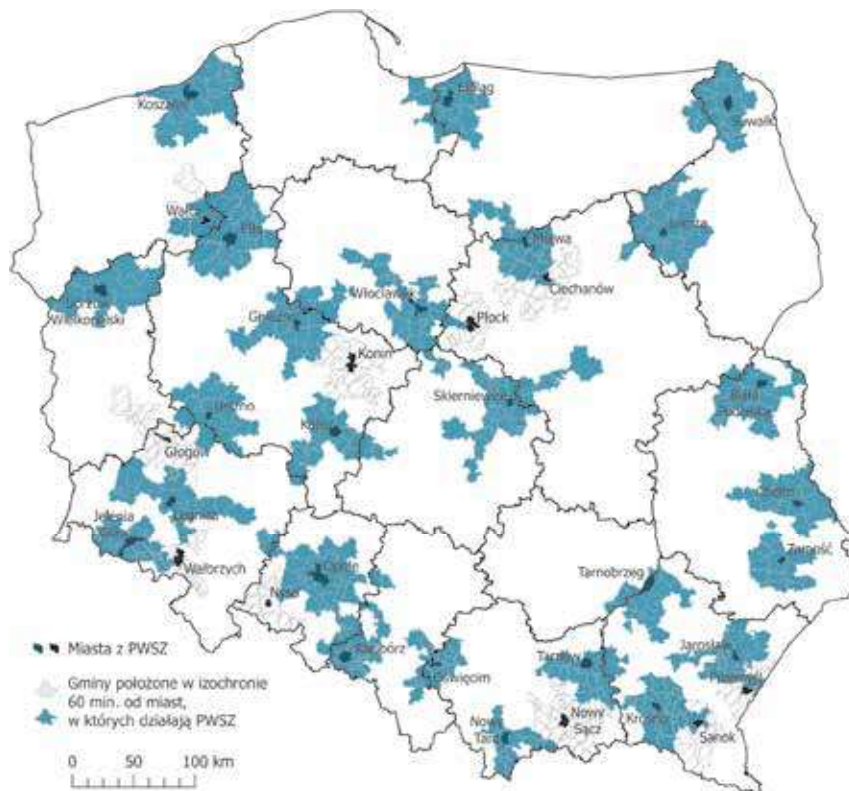 Koszalin
Elbląg
Suwałki
Wałcz
Piła
Łomża
Mława
Ciechanów
Gorzów
Wielkopolski
Gniezno
Włocławek
Płock
Konin
Skierniewice
Biała
Podlaska
Leszno
Kalisz
Głogów
Chełm
Legnica
Jelenia
Zamość
Wałbrzych
Opole
Nysa
Tarnobrzeg
Racibórz
Oświęcim
Tarnów
Jarosław
Przemyśl
Nowy
Targ
Nowy
Sącz
Krosno
Sanok
Miasta z PWSZ
Gminy położone w izochronie
60 min. od miast,
w których działają PWSZ
0 50 100 km